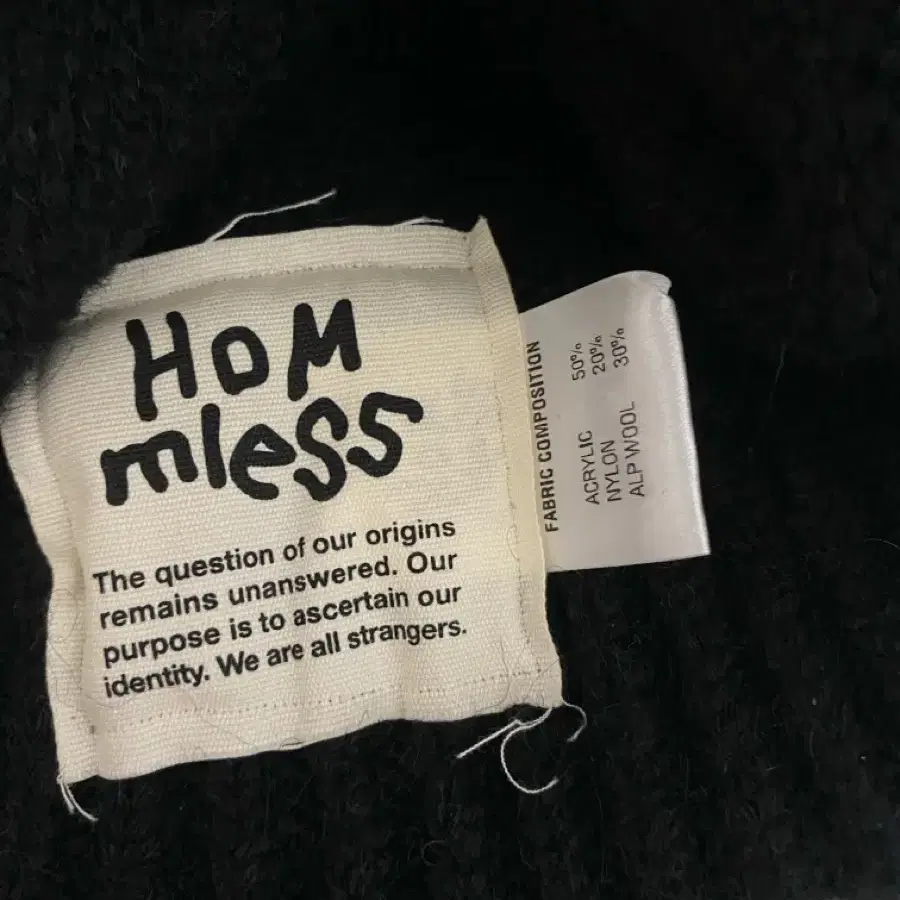 HOM
mless
The question of our origins
remains unanswered. Our
purpose is to ascertain our
identity. We are all strangers.
FABRIC COMPOSITION
ACRYLIC 50%
NYLON 20%
ALP WOOL 30%